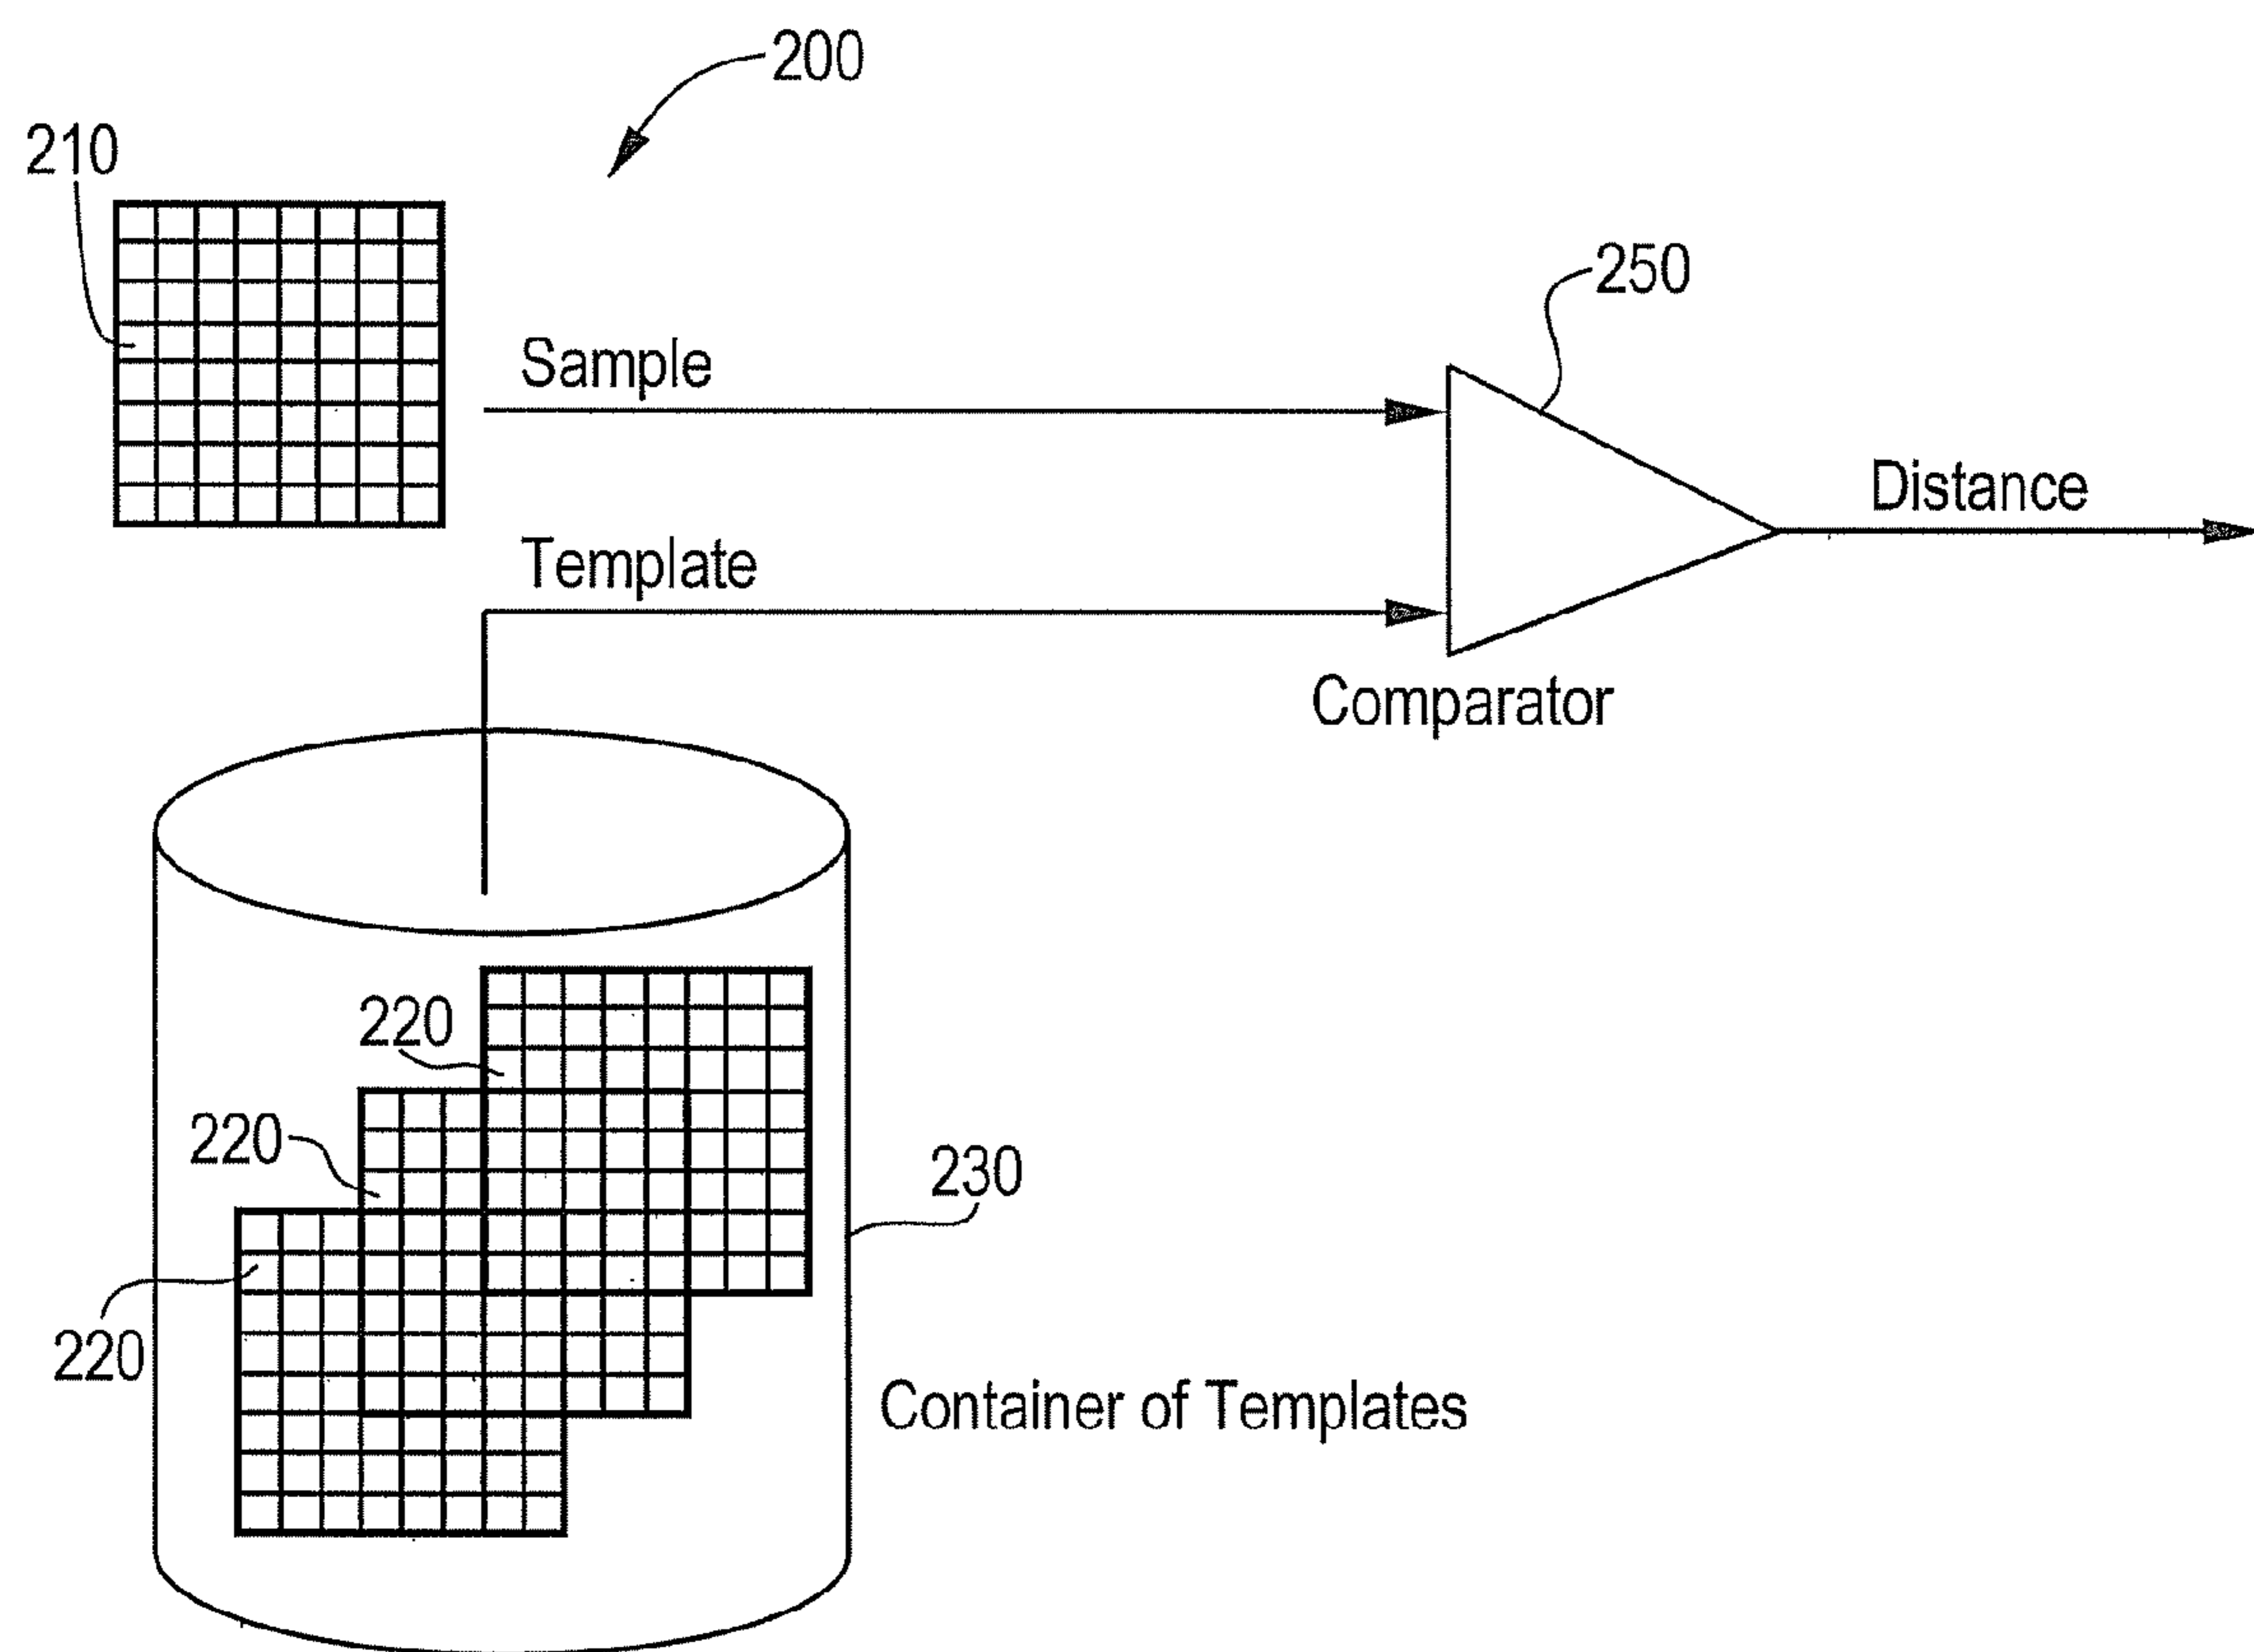 200
210
250
Sample
Distance
Template
Comparator
220
220
230
220
Container of Templates